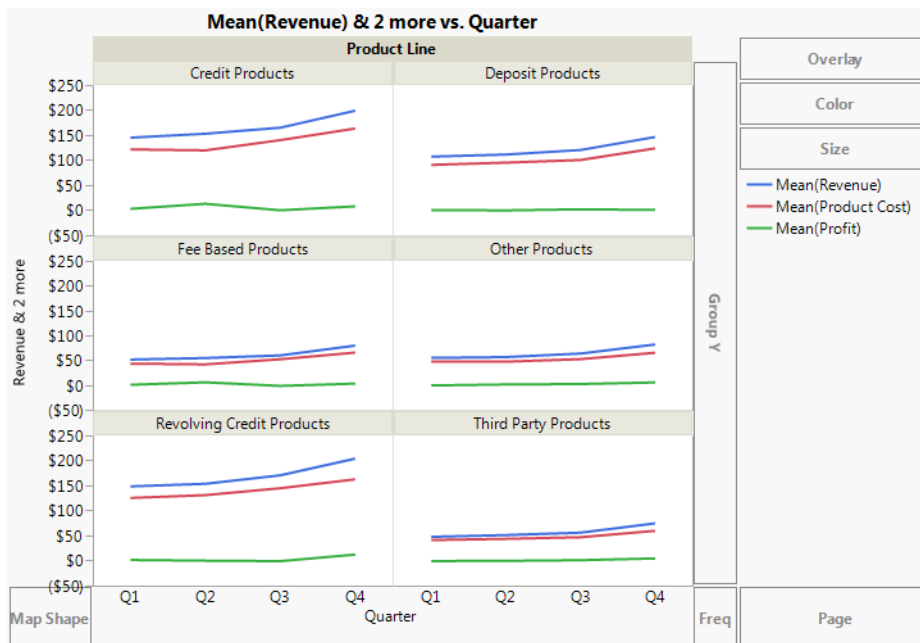 Mean(Revenue) & 2 more vs. Quarter
Product Line
Credit Products
Deposit Products
$250
$200
$150
$100
$50
$0
($50)
Fee Based Products
Other Products
$250
$200
$150
$100
$50
$0
($50)
Revolving Credit Products
Third Party Products
$250
$200
$150
$100
$50
$0
($50)
Revenue & 2 more
Q1 Q2 Q3 Q4 Q1 Q2 Q3 Q4
Quarter
Map Shape
Group Y
Freq
Page
Overlay
Color
Size
Mean(Revenue)
Mean(Product Cost)
Mean(Profit)